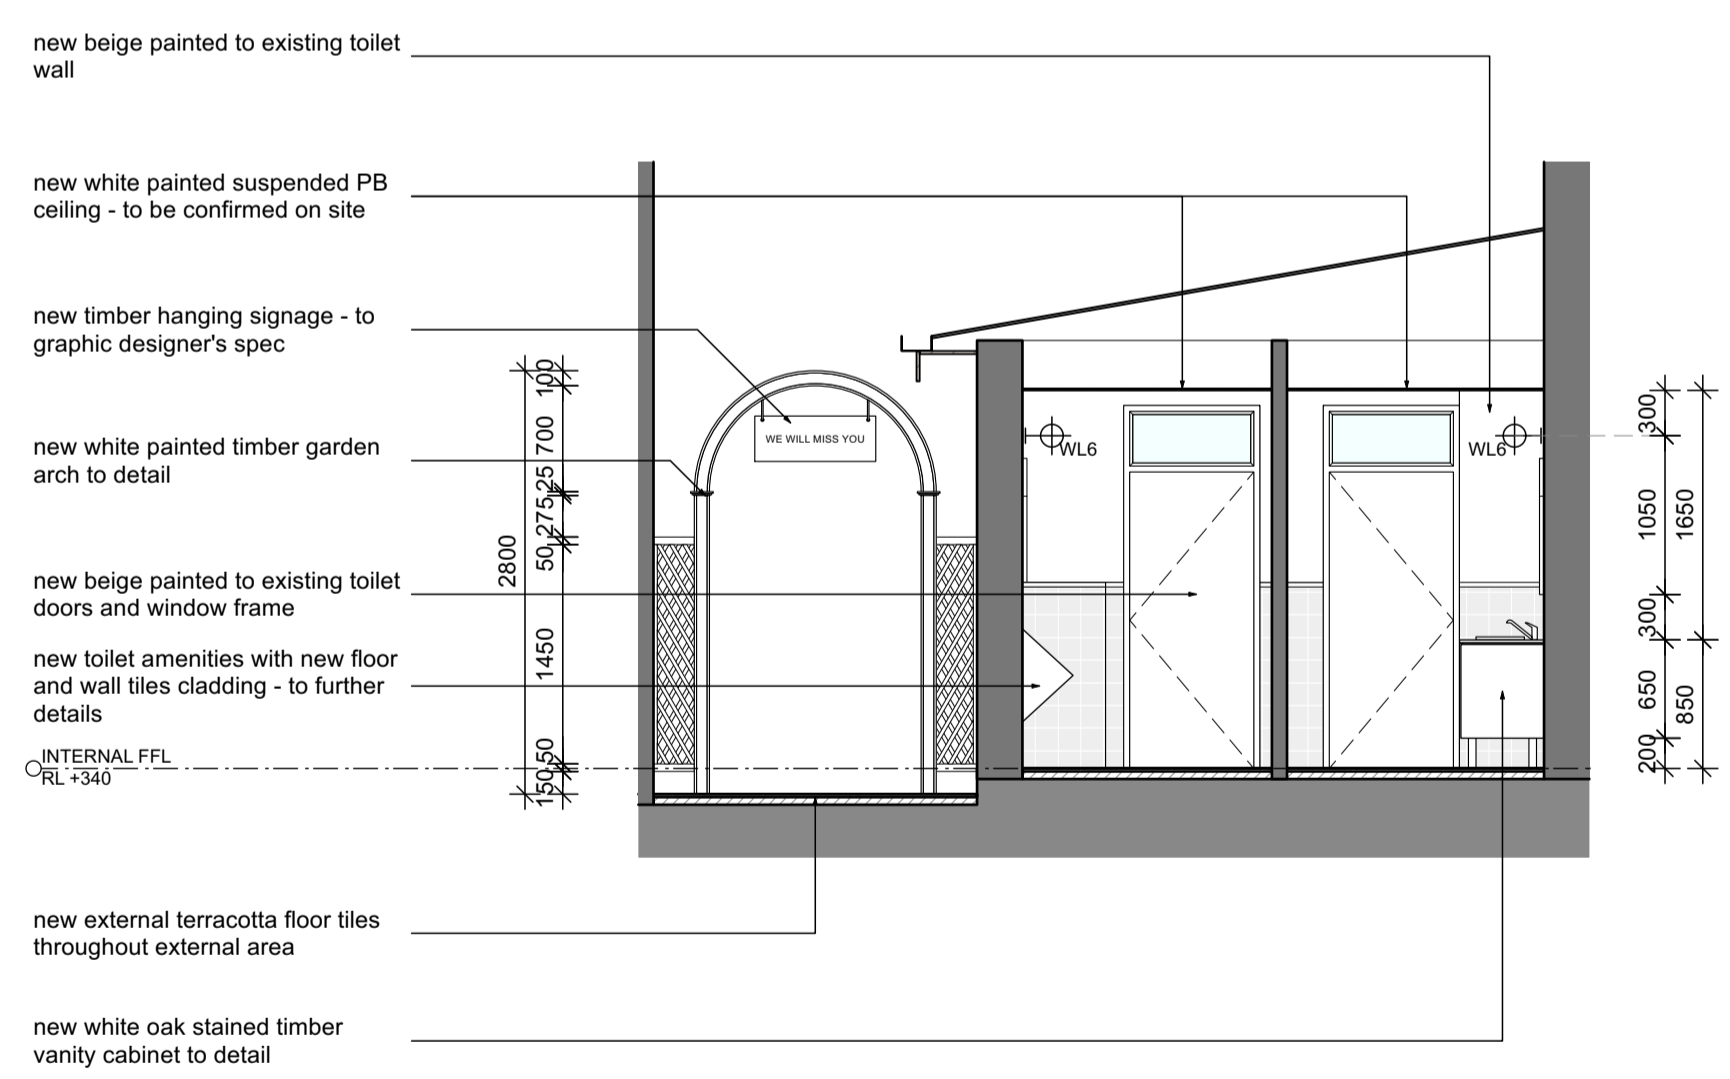 new beige painted to existing toilet
wall
new white painted suspended PB
ceiling - to be confirmed on site
new timber hanging signage - to
graphic designer's spec
new white painted timber garden
arch to detail
new beige painted to existing toilet
doors and window frame
new toilet amenities with new floor
and wall tiles cladding - to further
details
INTERNAL FFL
RL +340
new external terracotta floor tiles
throughout external area
new white oak stained timber
vanity cabinet to detail
2800
100
700
25
275
50
1450
50
150
WE WILL MISS YOU
WL6
WL6
300
1050
300
650
200
1650
850